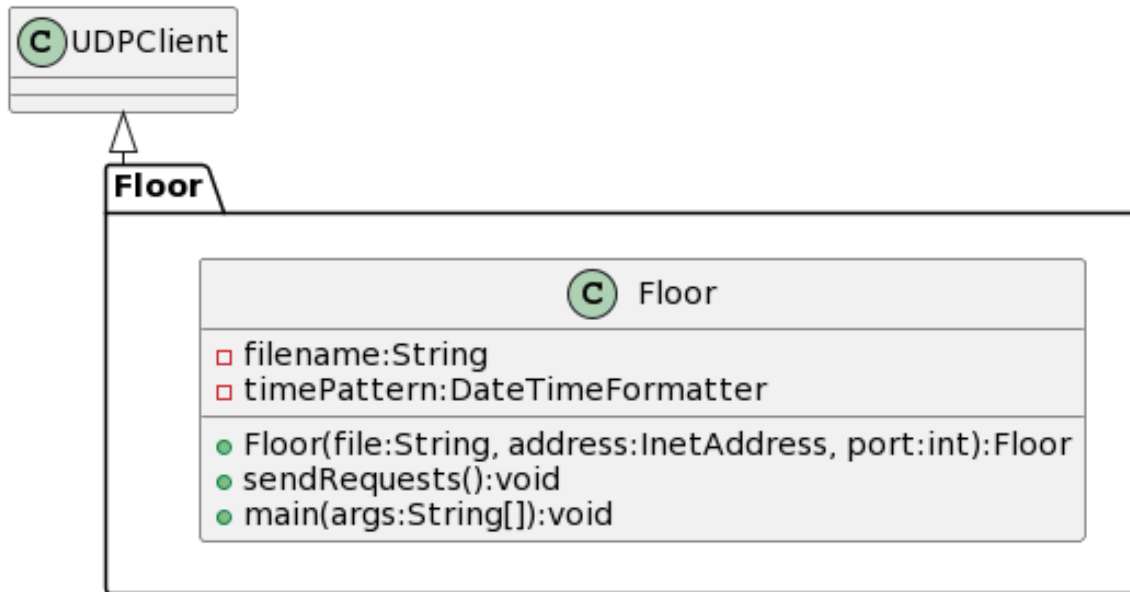 C UDPClient
Floor
C Floor
filename:String
timePattern:DateTimeFormatter
Floor(file:String, address:InetAddress, port:int):Floor
sendRequests():void
main(args:String[]):void